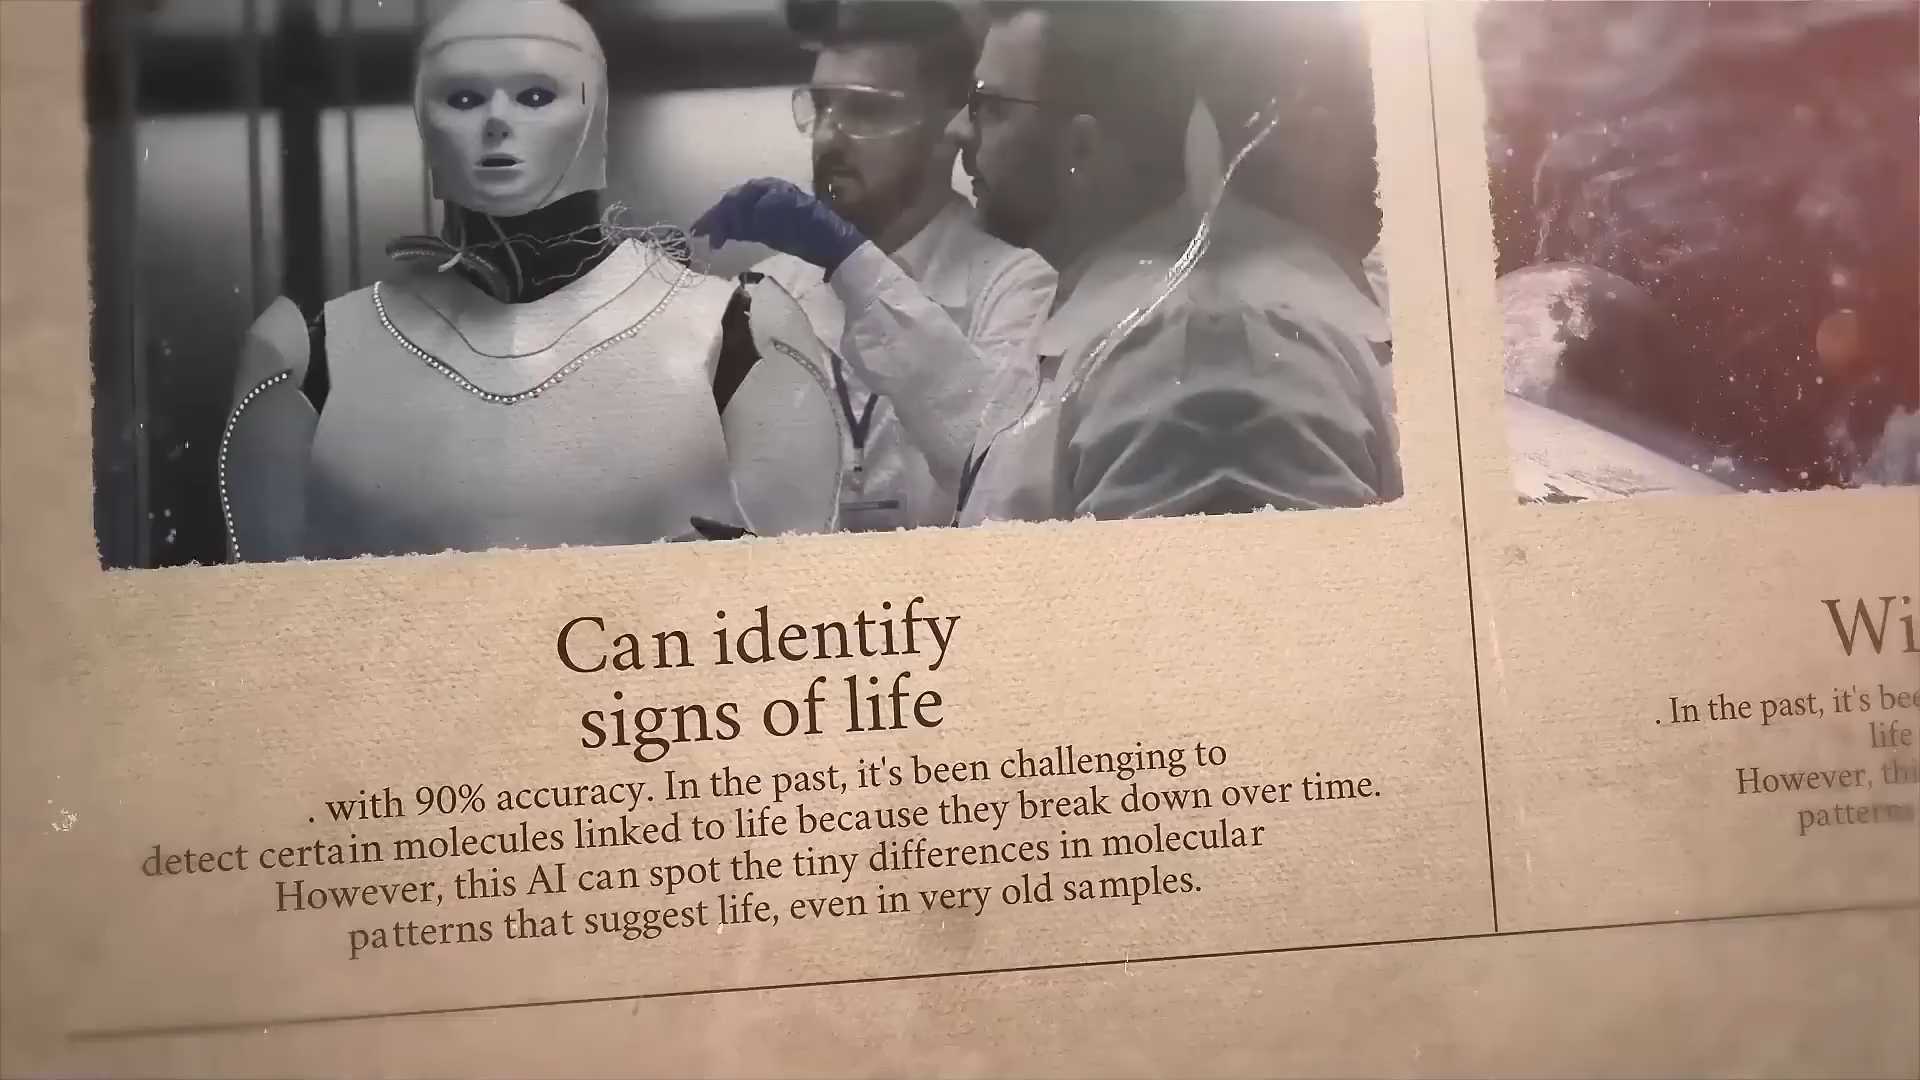 Can identify
signs of life
. with 90% accuracy. In the past, it's been challenging to
detect certain molecules linked to life because they break down over time.
However, this AI can spot the tiny differences in molecular
patterns that suggest life, even in very old samples.
Wi
. In the past, it's bee
life
However, thi
patterns